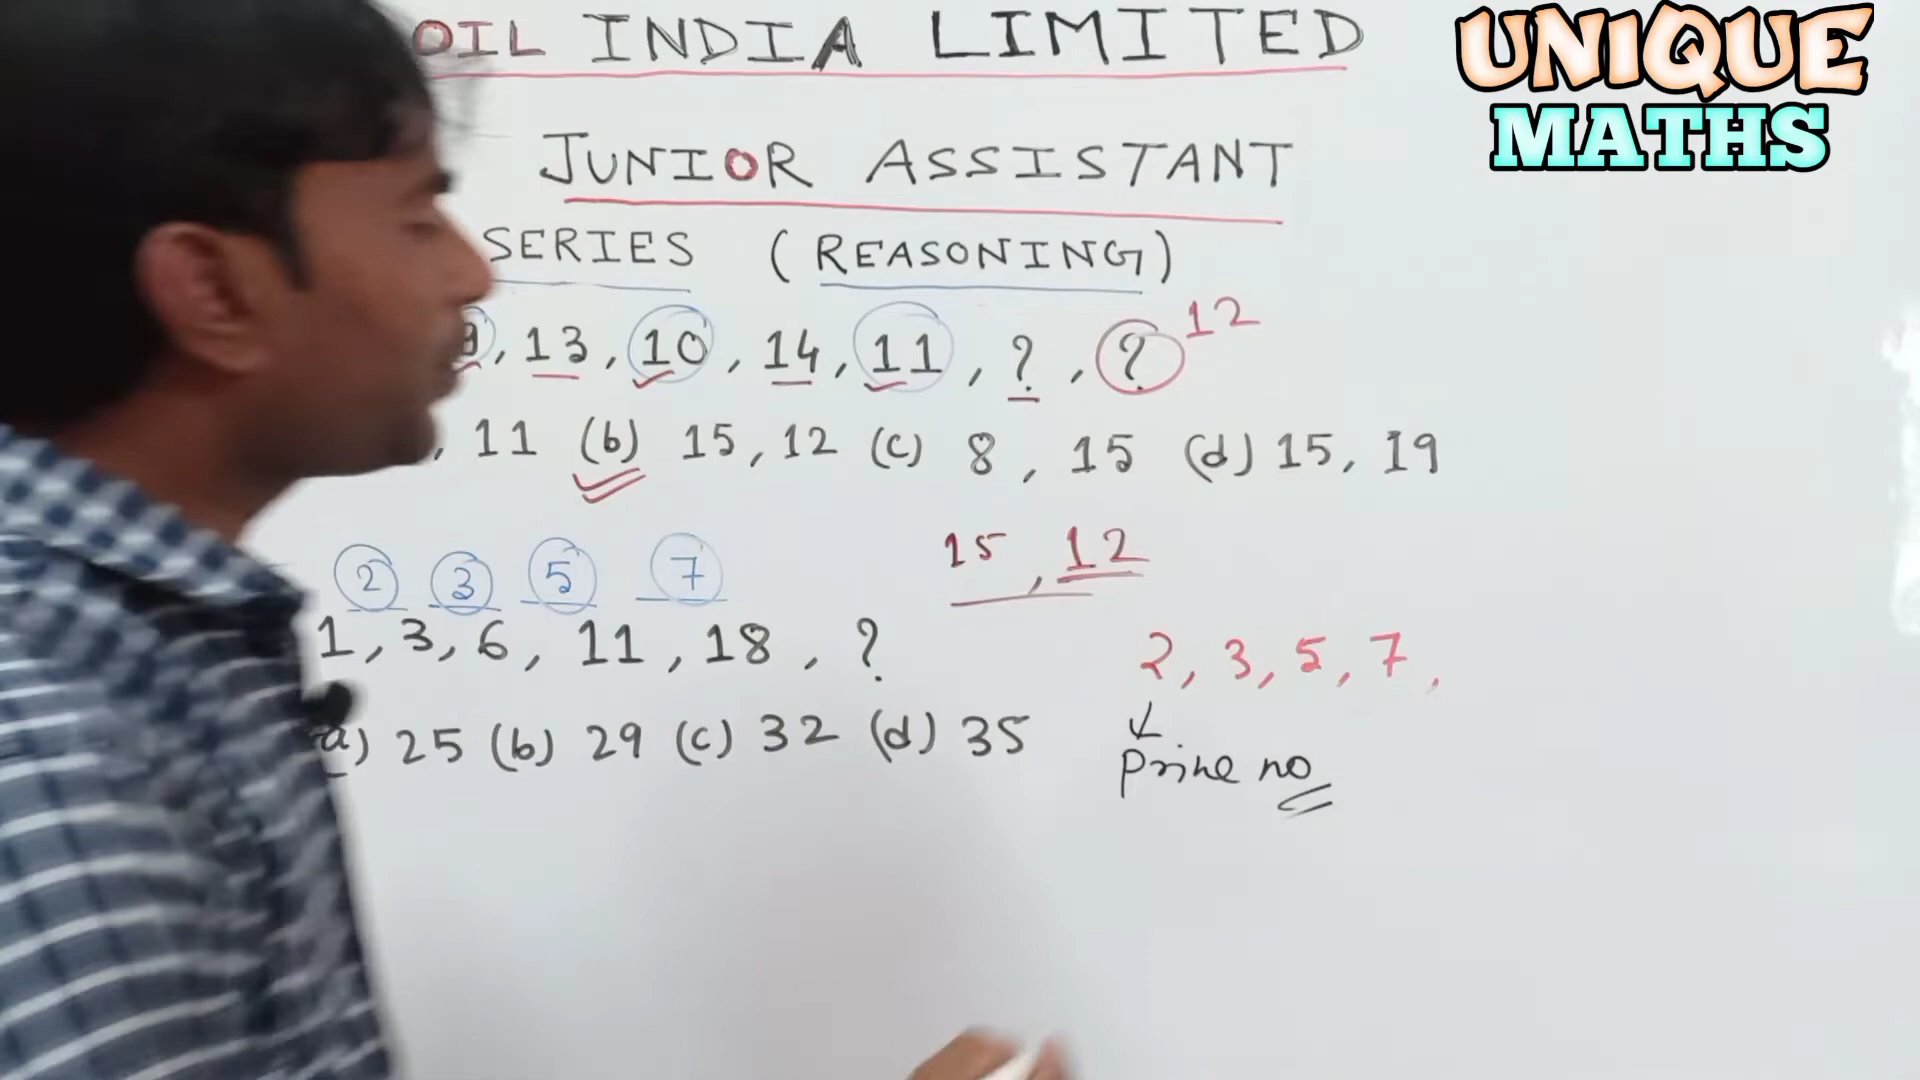 OIL INDIA LIMITED
UNIQUE
MATHS
JUNIOR ASSISTANT
SERIES (REASONING)
12
, 13, 10, 14, 11, ?, ?
, 11 (b) 15, 12 (c) 8, 15 (d) 15, 19
2 3 5 7
15, 12
1, 3, 6, 11, 18, ?
2, 3, 5, 7,
a) 25 (b) 29 (c) 32 (d) 35
Prime no